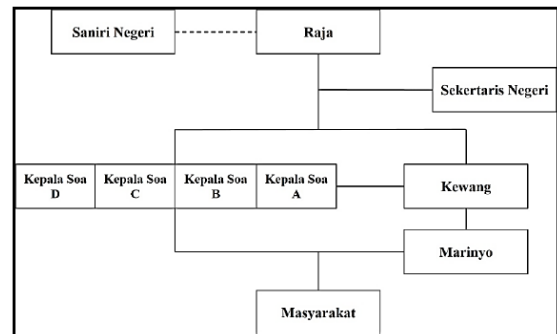 Saniri Negeri
Raja
Sekertaris Negeri
Kepala Soa
D
Kepala Soa
C
Kepala Soa
B
Kepala Soa
A
Kewang
Marinyo
Masyarakat